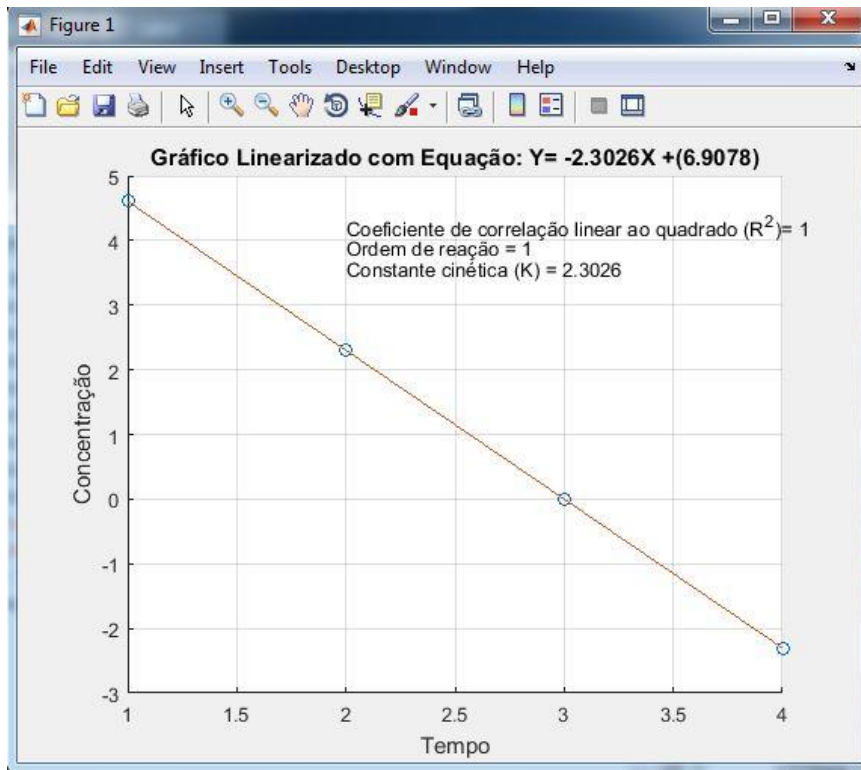 Figure 1
File Edit View Insert Tools Desktop Window Help
Gráfico Linearizado com Equação: Y= -2.3026X +(6.9078)
Coeficiente de correlação linear ao quadrado (R²)= 1
Ordem de reação = 1
Constante cinética (K) = 2.3026
Concentração
5
4
3
2
1
0
-1
-2
-3
1 1.5 2 2.5 3 3.5 4
Tempo